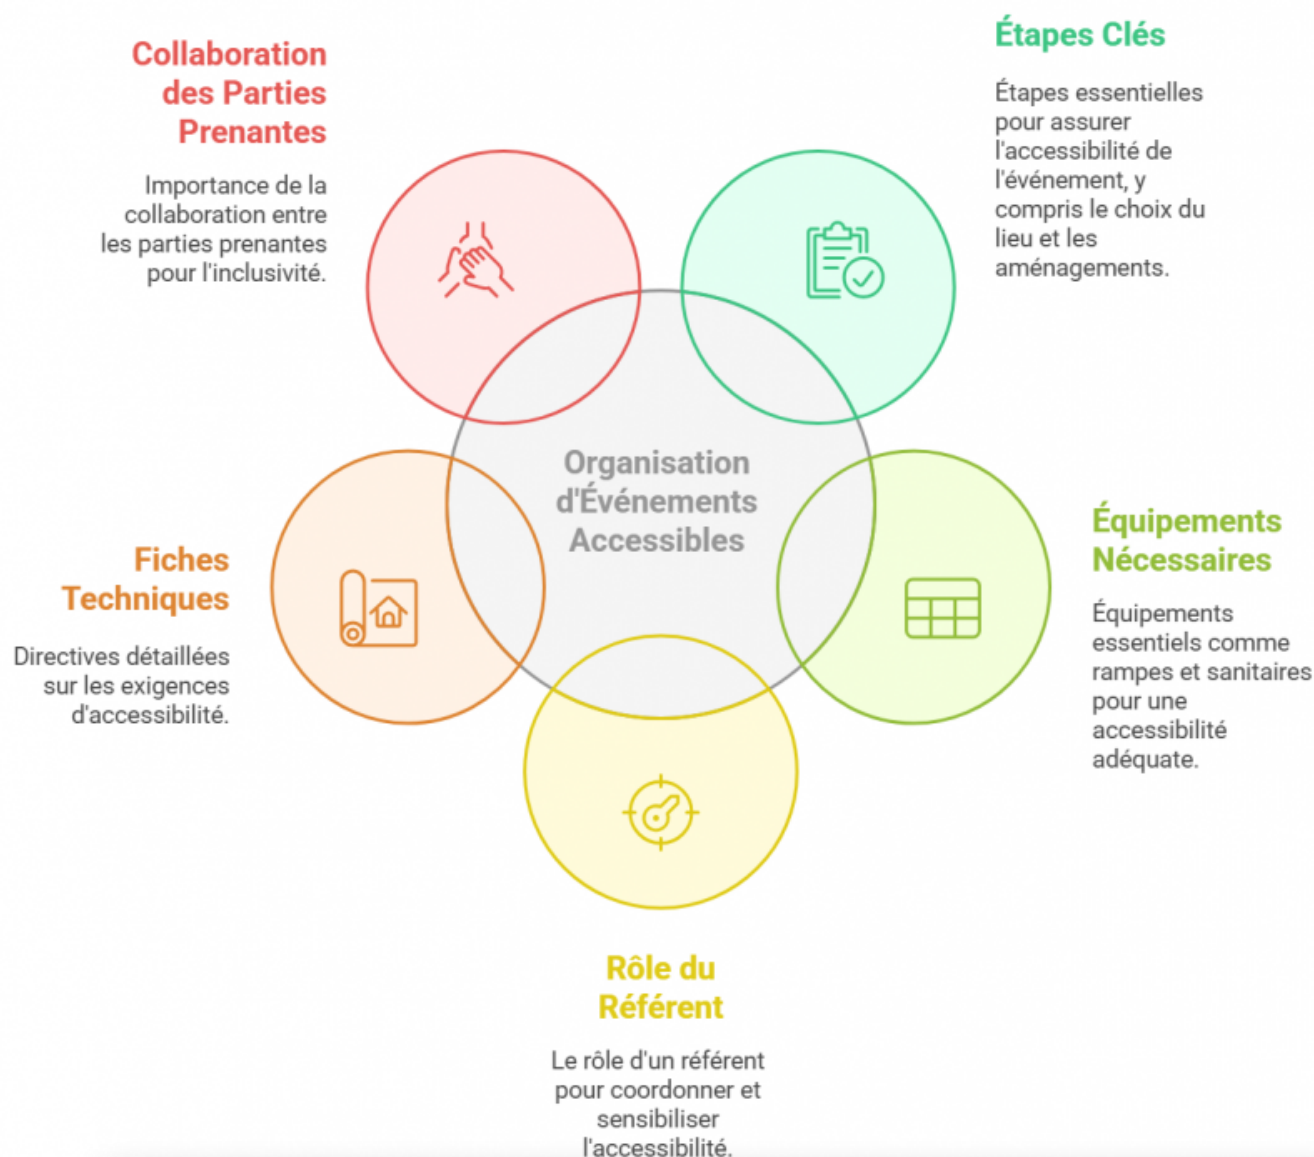 Collaboration
des Parties
Prenantes
Importance de la
collaboration entre
les parties prenantes
pour l'inclusivité.
Étapes Clés
Étapes essentielles
pour assurer
l'accessibilité de
l'événement, y
compris le choix du
lieu et les
aménagements.
Organisation
d'Événements
Accessibles
Fiches
Techniques
Directives détaillées
sur les exigences
d'accessibilité.
Équipements
Nécessaires
Équipements
essentiels comme
rampes et sanitaires
pour une
accessibilité
adéquate.
Rôle du
Référent
Le rôle d'un référent
pour coordonner et
sensibiliser
l'accessibilité.